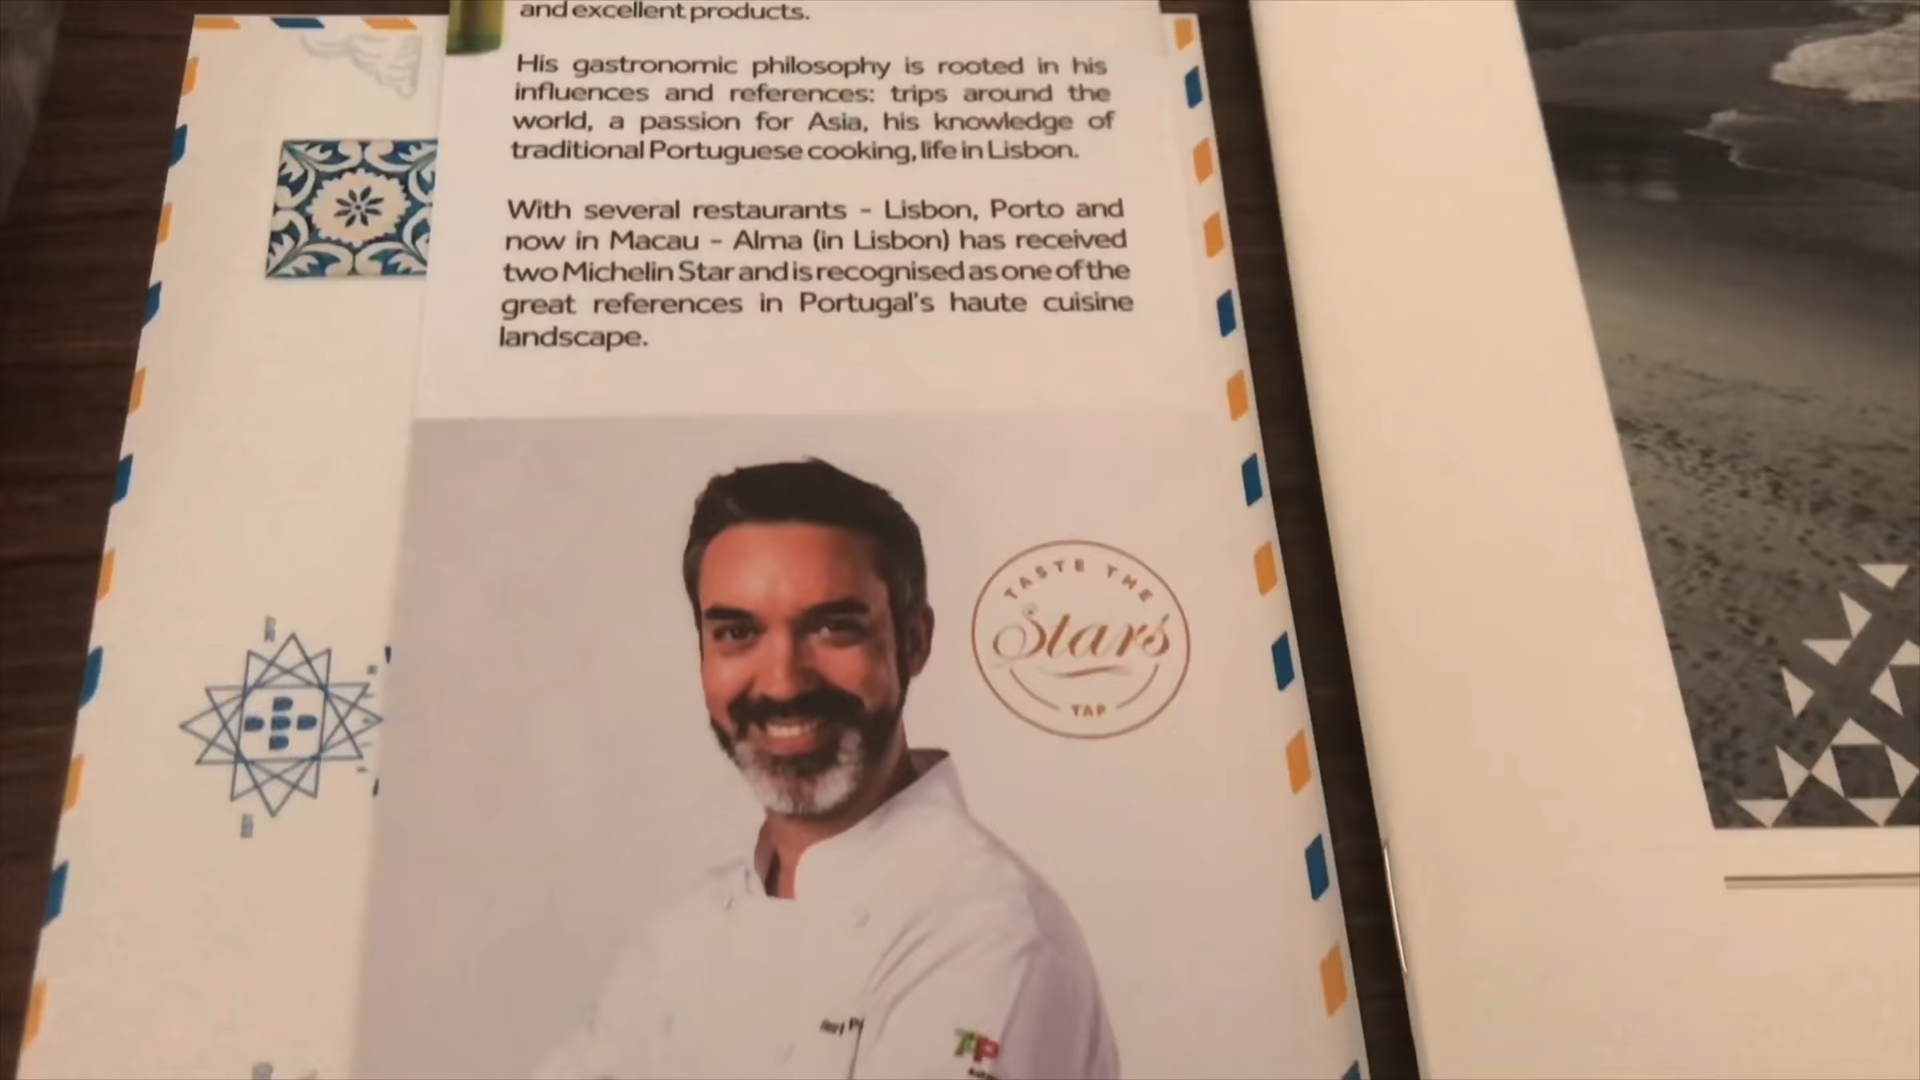 and excellent products.
His gastronomic philosophy is rooted in his
influences and references: trips around the
world, a passion for Asia, his knowledge of
traditional Portuguese cooking, life in Lisbon.
With several restaurants - Lisbon, Porto and
now in Macau - Alma (in Lisbon) has received
two Michelin Star and is recognised as one of the
great references in Portugal's haute cuisine
landscape.
TASTE THE
Stars
TAP
TAP